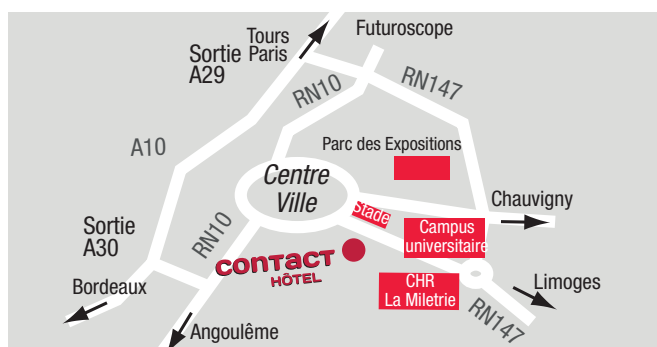 Tours
Paris
Futuroscope
Sortie
A29
RN10
RN147
A10
Parc des Expositions
Centre
Ville
Stade
Chauvigny
Sortie
A30
RN10
Campus
universitaire
CONTACT
HÔTEL
CHR
La Miletrie
Bordeaux
Limoges
RN147
Angoulême